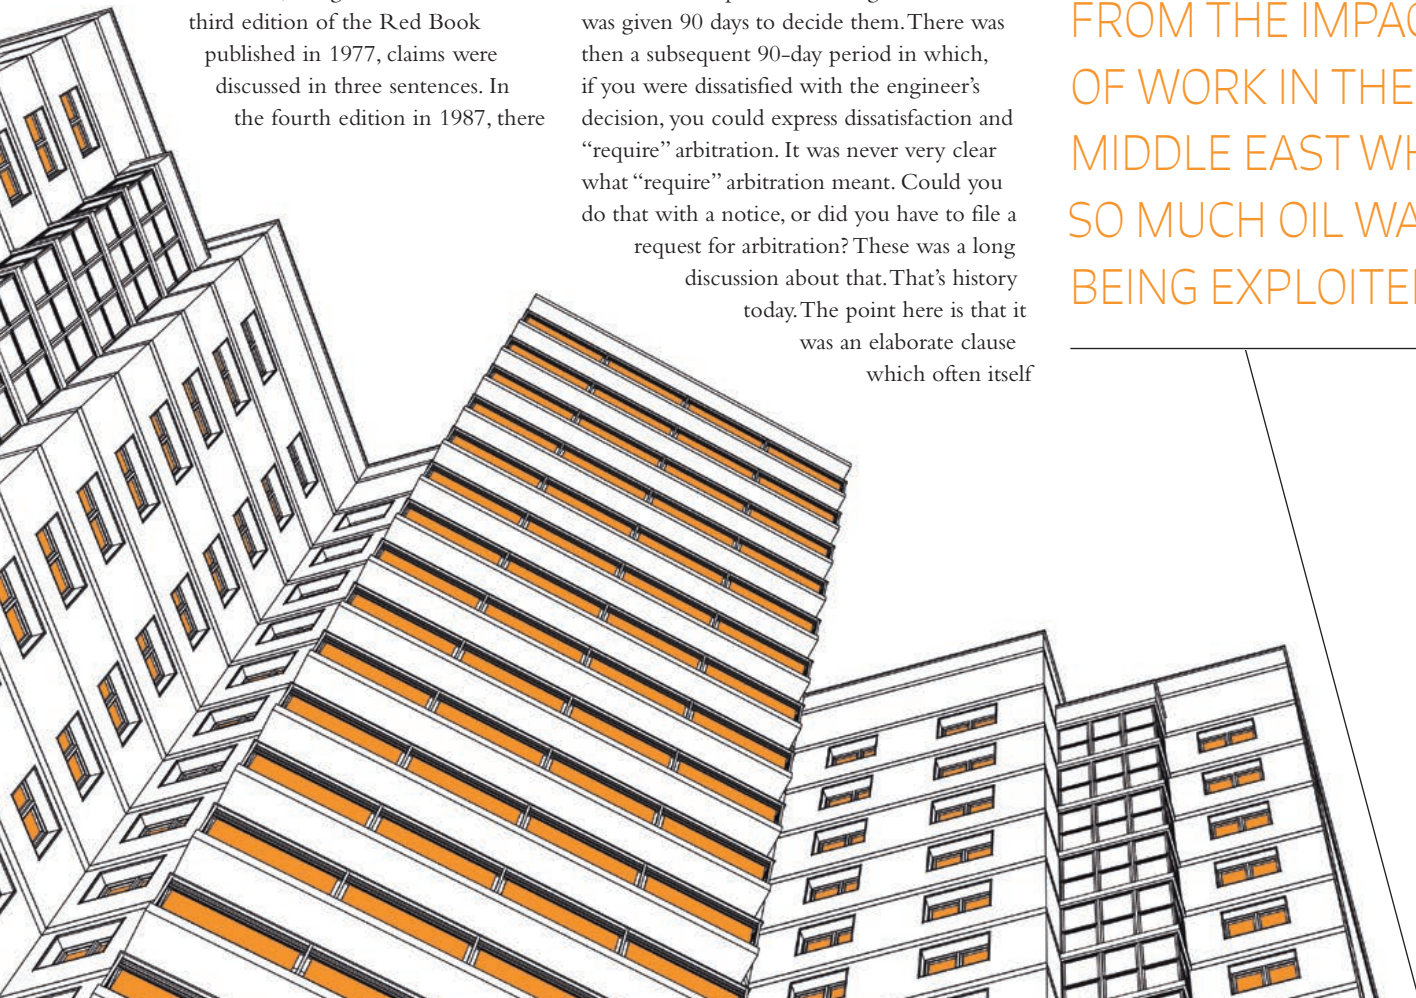 third edition of the Red Book
published in 1977, claims were
discussed in three sentences. In
the fourth edition in 1987, there
was given 90 days to decide them. There was
then a subsequent 90-day period in which,
if you were dissatisfied with the engineer’s
decision, you could express dissatisfaction and
“require” arbitration. It was never very clear
what “require” arbitration meant. Could you
do that with a notice, or did you have to file a
request for arbitration? These was a long
discussion about that. That’s history
today. The point here is that it
was an elaborate clause
which often itself
FROM THE IMPAC
OF WORK IN THE
MIDDLE EAST WH
SO MUCH OIL WA
BEING EXPLOITE